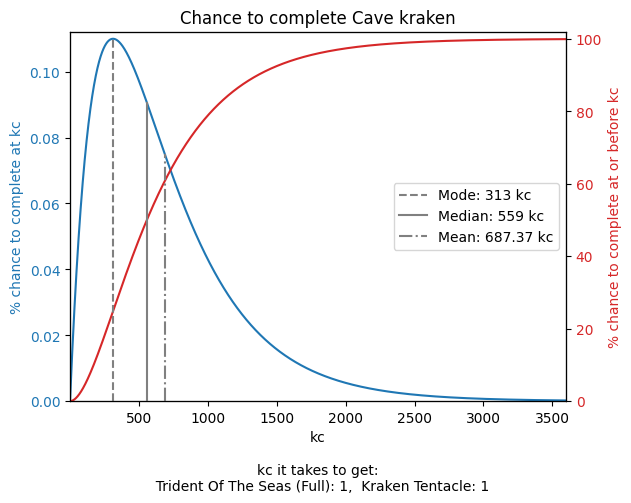 Chance to complete Cave kraken
% chance to complete at kc
0.10
0.08
0.06
0.04
0.02
0.00
Mode: 313 kc
Median: 559 kc
Mean: 687.37 kc
100
80
60
40
20
0
% chance to complete at or before kc
500 1000 1500 2000 2500 3000 3500
kc
kc it takes to get:
Trident Of The Seas (Full): 1,  Kraken Tentacle: 1